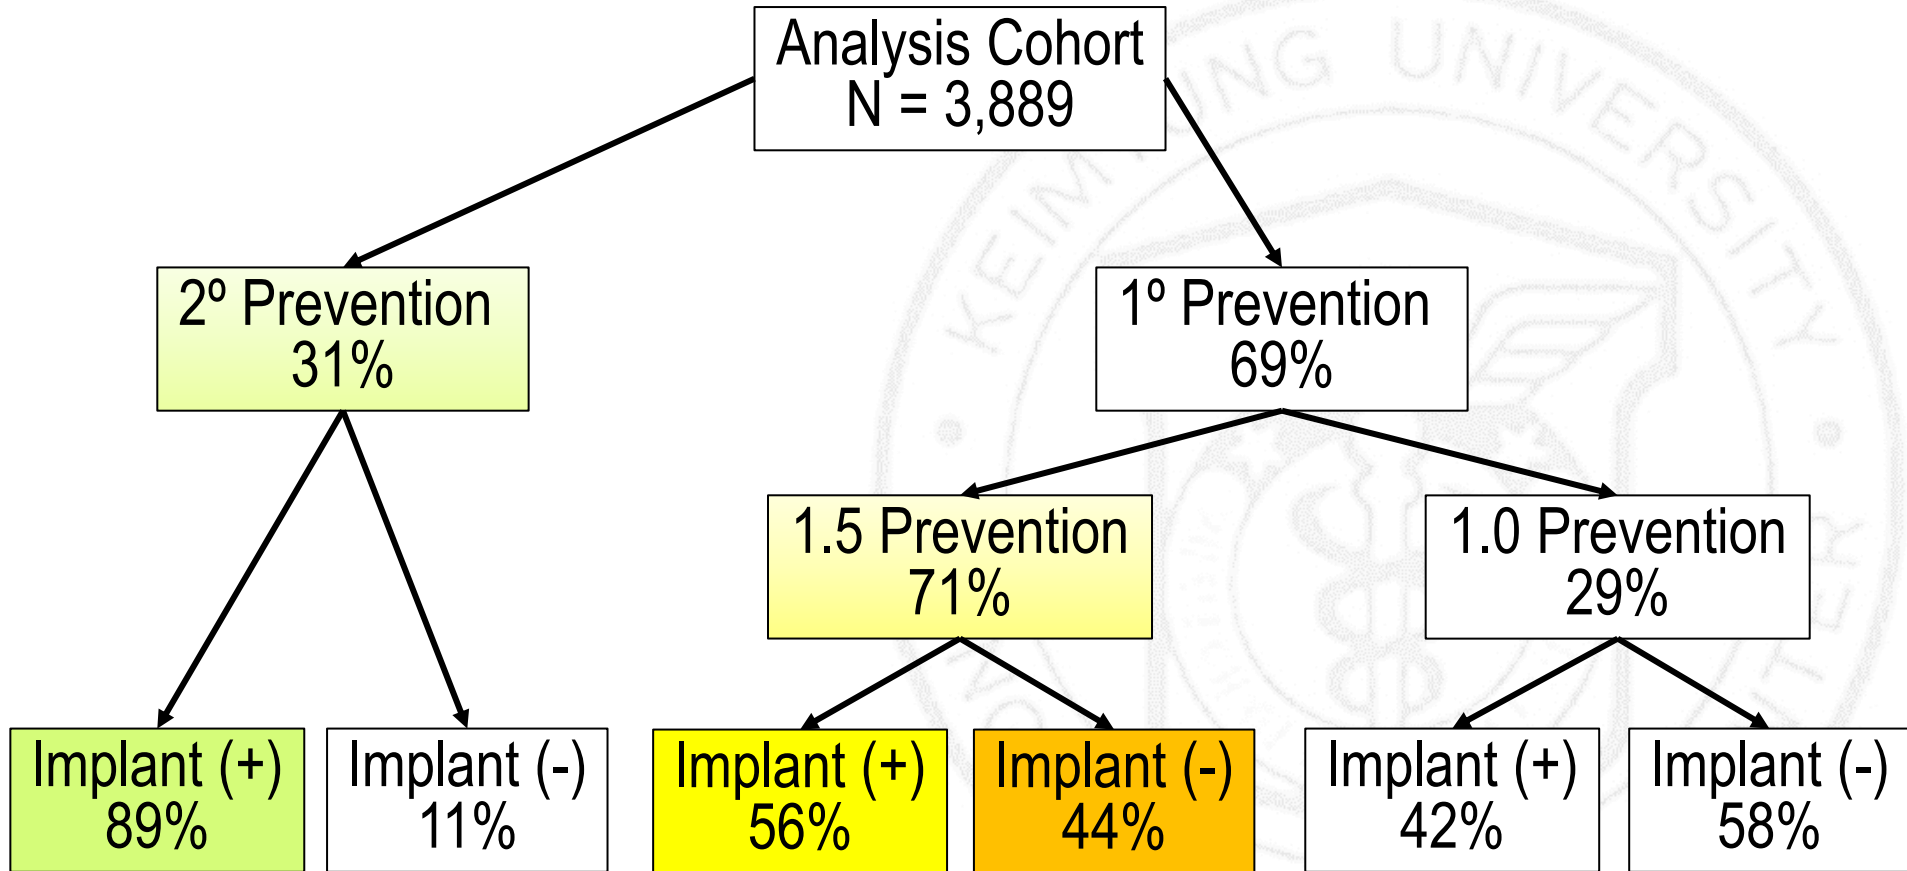 Analysis Cohort
N = 3,889
2º Prevention
31%
1º Prevention
69%
1.5 Prevention
71%
1.0 Prevention
29%
Implant (+)
89%
Implant (-)
11%
Implant (+)
56%
Implant (-)
44%
Implant (+)
42%
Implant (-)
58%
UNIVERSITY